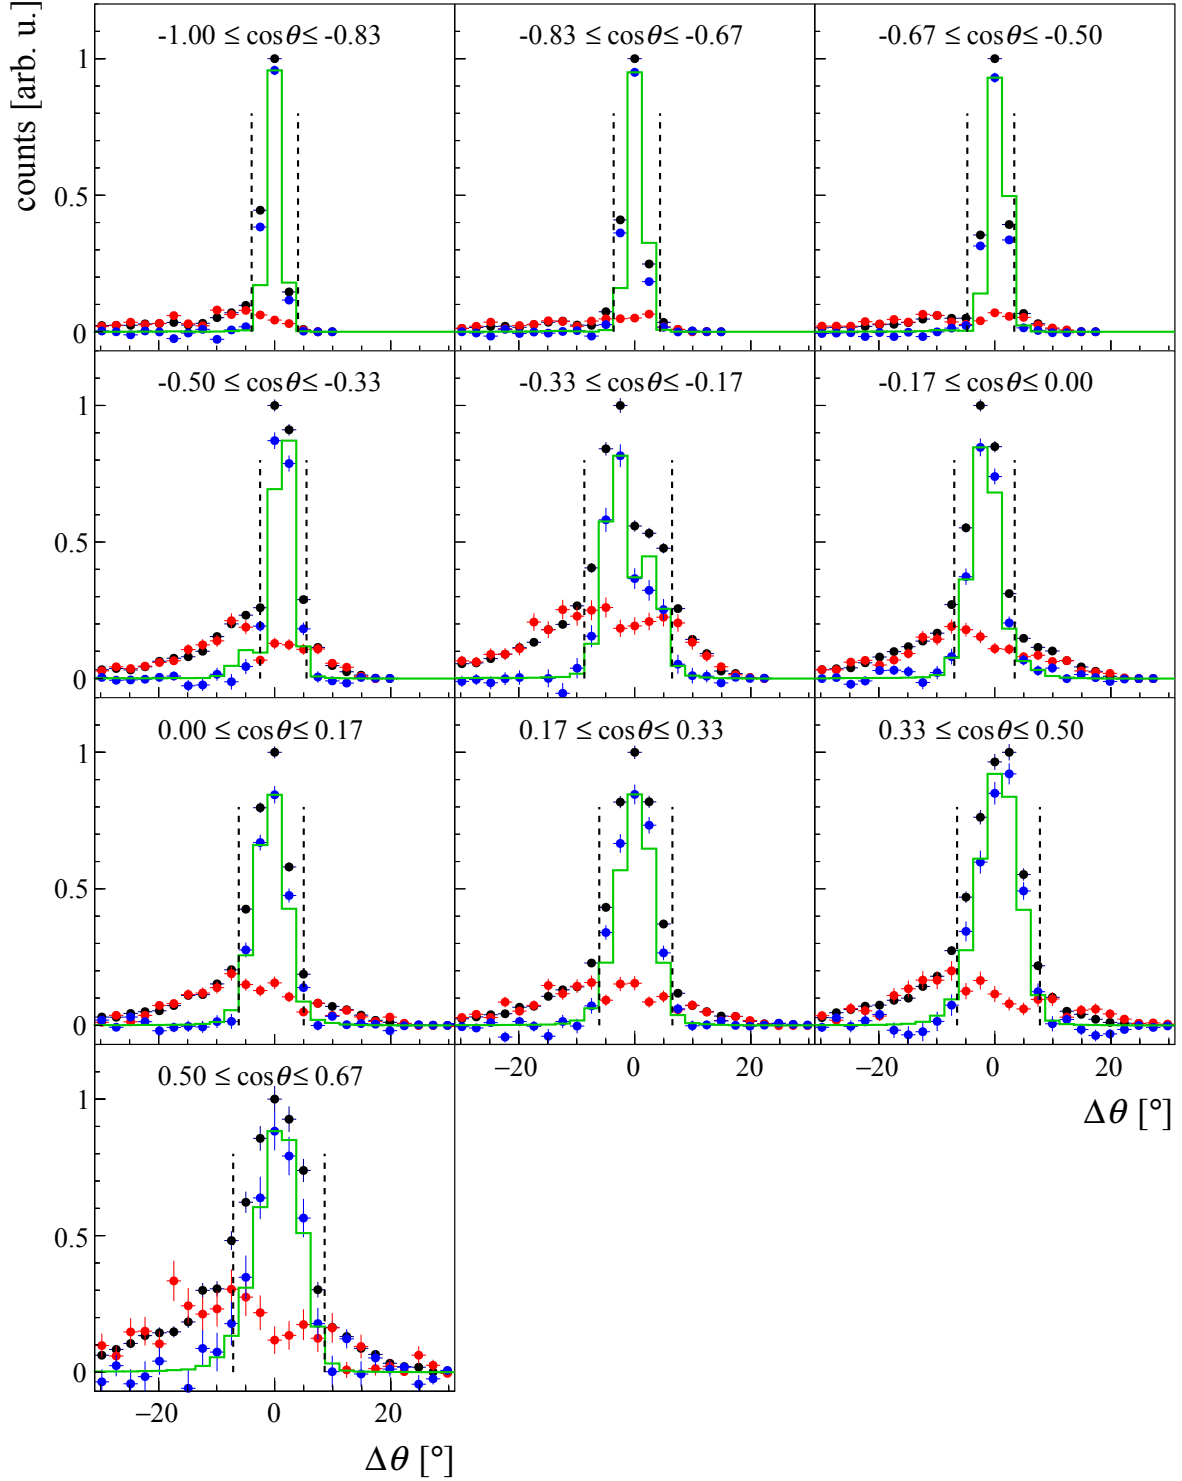 counts [arb. u.]
-1.00 ≤ cosθ ≤ -0.83
-0.83 ≤ cosθ ≤ -0.67
-0.67 ≤ cosθ ≤ -0.50
1
0.5
0
-0.50 ≤ cosθ ≤ -0.33
-0.33 ≤ cosθ ≤ -0.17
-0.17 ≤ cosθ ≤ 0.00
1
0.5
0
0.00 ≤ cosθ ≤ 0.17
0.17 ≤ cosθ ≤ 0.33
0.33 ≤ cosθ ≤ 0.50
1
0.5
0
−20 0 20
−20 0 20
Δθ [°]
0.50 ≤ cosθ ≤ 0.67
1
0.5
0
−20 0 20
Δθ [°]